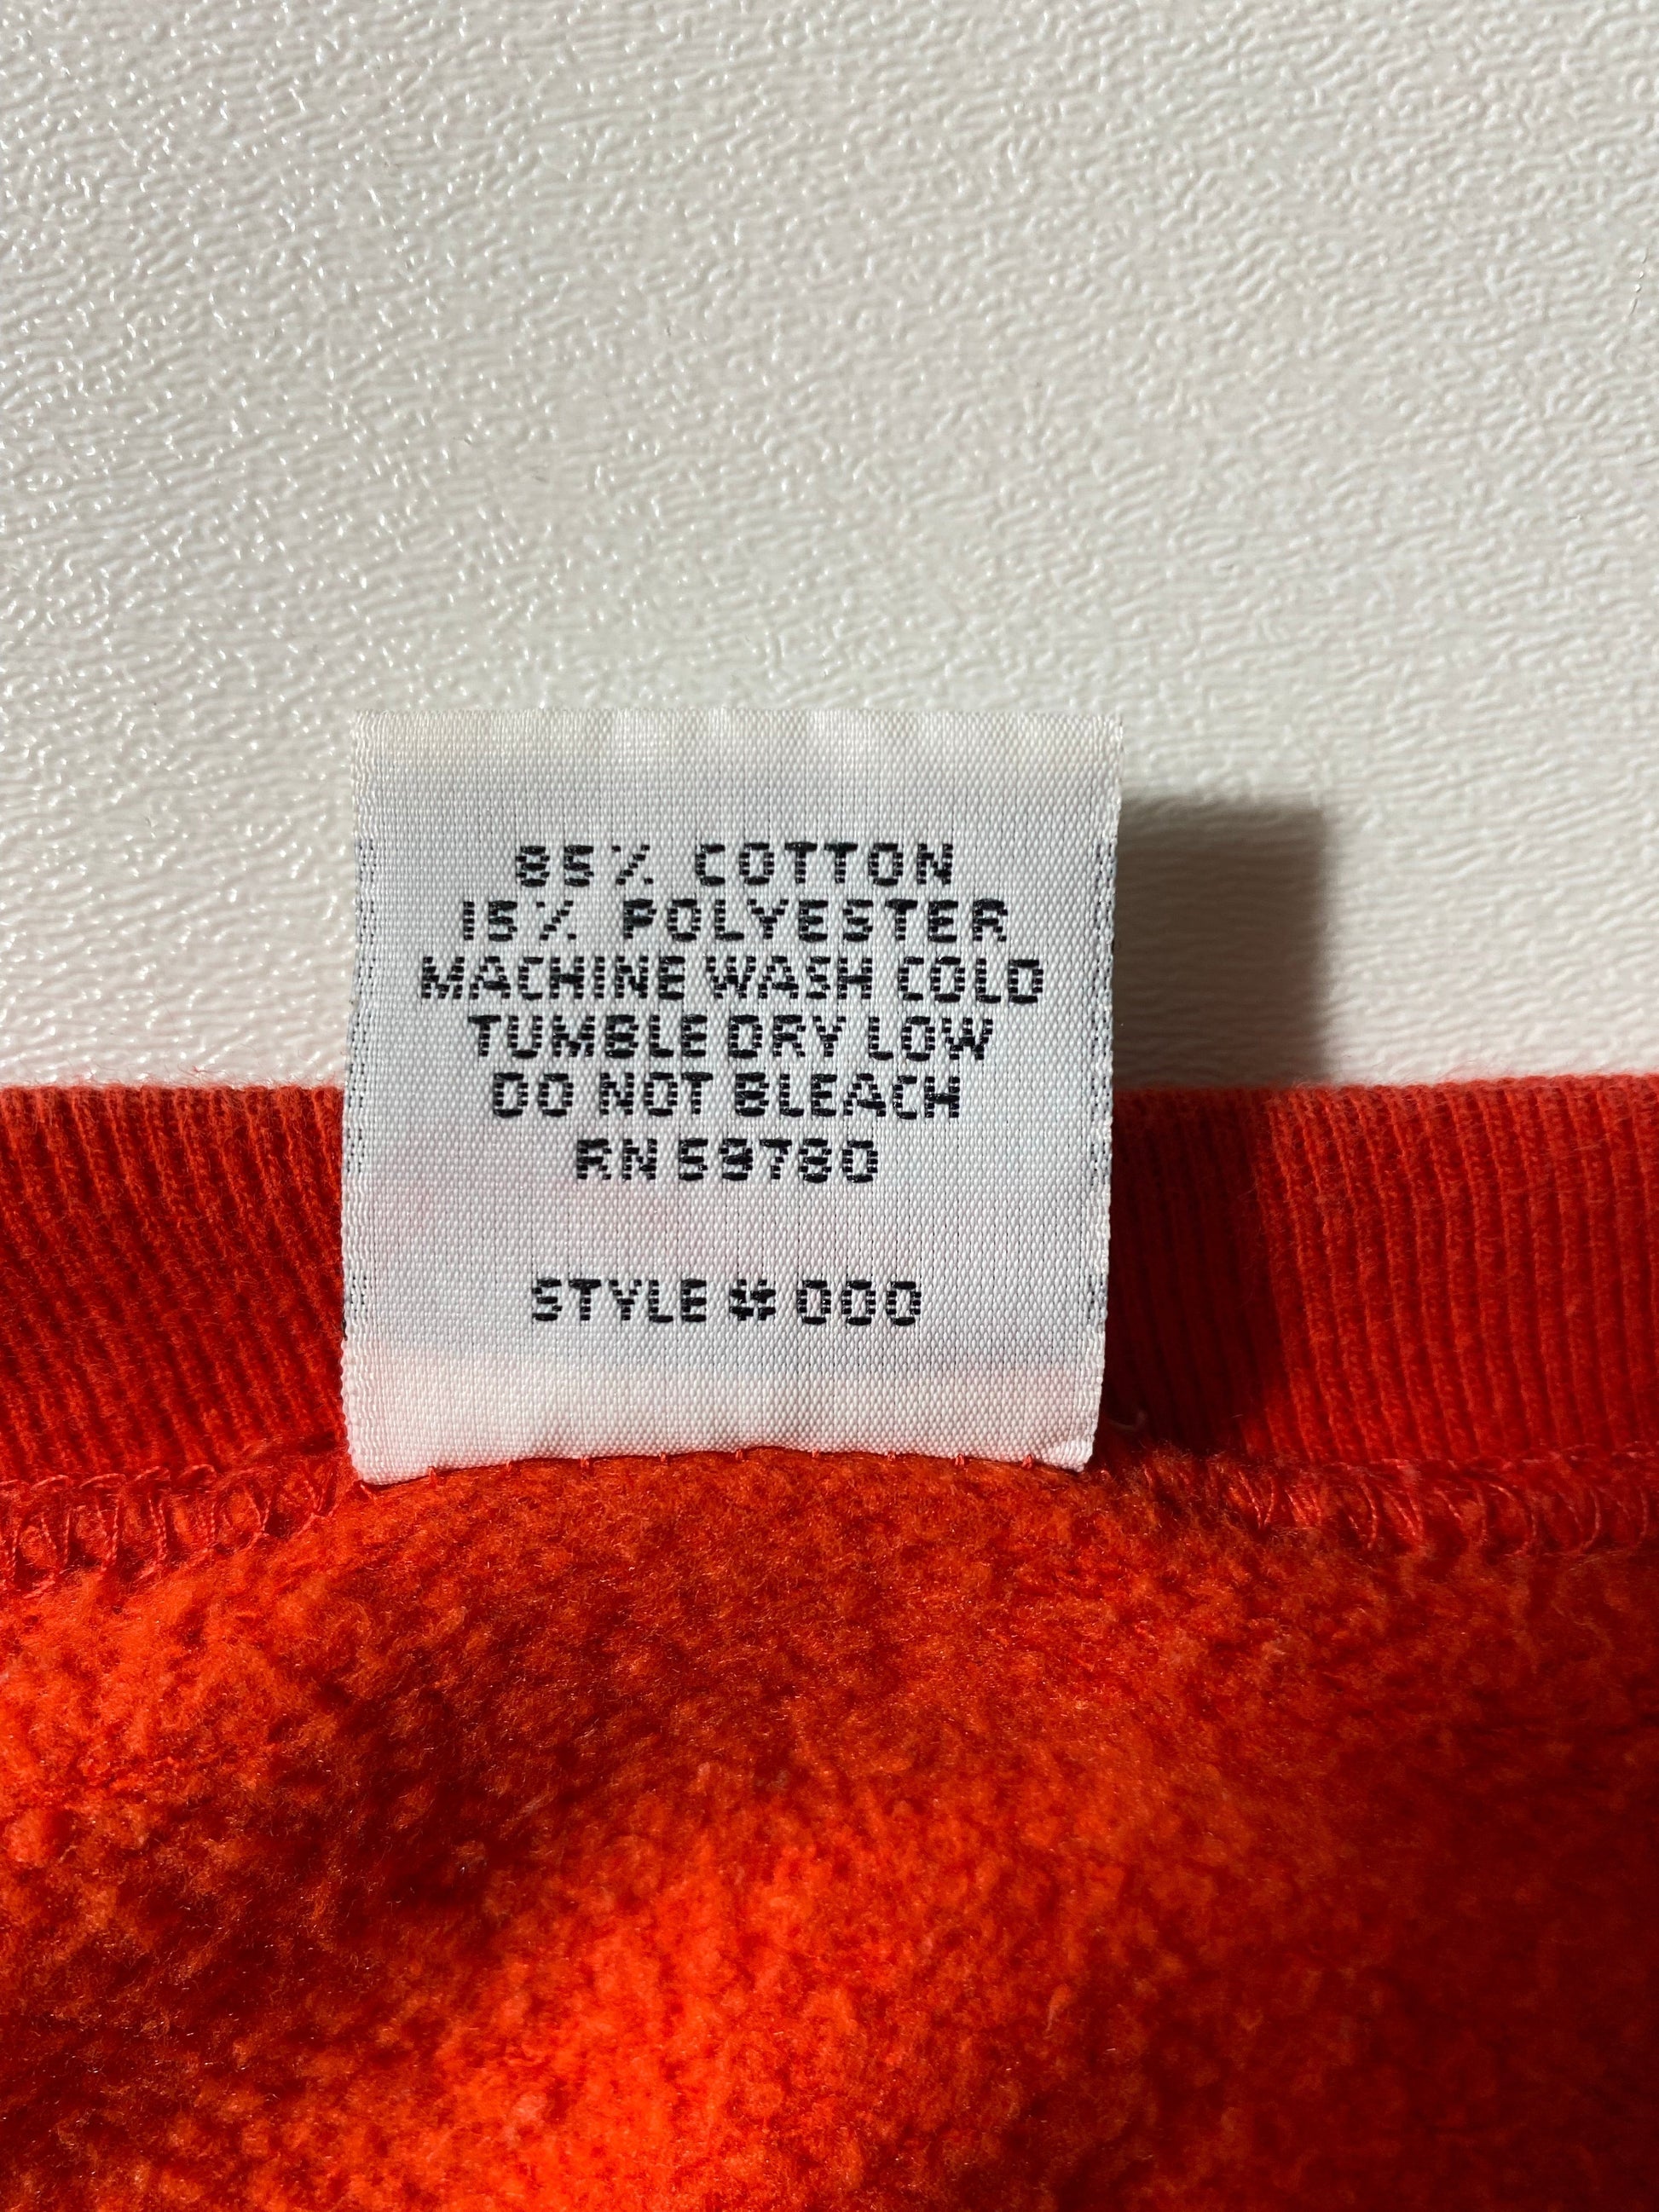 85% COTTON
15% POLYESTER
MACHINE WASH COLD
TUMBLE DRY LOW
DO NOT BLEACH
RN 59780
STYLE # 000